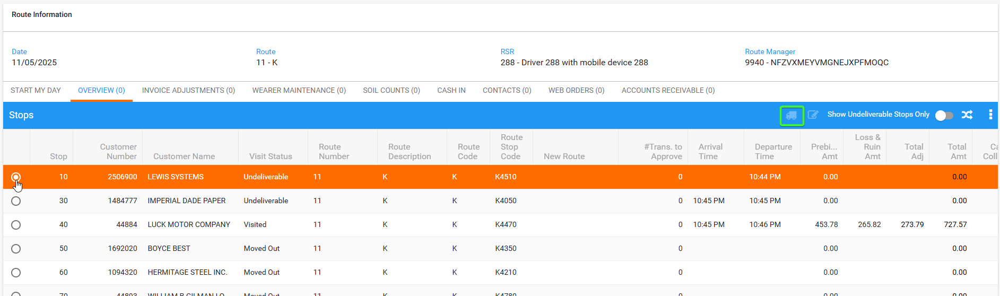 Route Information
Date Route RSR Route Manager
11/05/2025 11 - K 288 - Driver 288 with mobile device 288 9940 - NFZVXMEYVMGNEJXPFMOQC
START MY DAY OVERVIEW (0) INVOICE ADJUSTMENTS (0) WEARER MAINTENANCE (0) SOIL COUNTS (0) CASH IN CONTACTS (0) WEB ORDERS (0) ACCOUNTS RECEIVABLE (0)
Stops Show Undeliverable Stops Only
Stop Customer Number Customer Name Visit Status Route Number Route Description Route Code Route Stop Code New Route #Trans. to Approve Arrival Time Departure Time Prebi... Amt Loss & Ruin Amt Total Adj Total Amt Ca Coll
10 2506900 LEWIS SYSTEMS Undeliverable 11 K K K4510 0 10:44 PM 0.00 0.00
30 1484777 IMPERIAL DADE PAPER Undeliverable 11 K K K4050 0 10:45 PM 10:45 PM 0.00 0.00
40 44884 LUCK MOTOR COMPANY Visited 11 K K K4470 0 10:45 PM 10:46 PM 453.78 265.82 273.79 727.57
50 1692020 BOYCE BEST Moved Out 11 K K K4350 0 0.00 0.00
60 1094320 HERMITAGE STEEL INC. Moved Out 11 K K K4210 0 0.00 0.00
70 44893 Moved Out 11 K K K4780 0 0.00 0.00